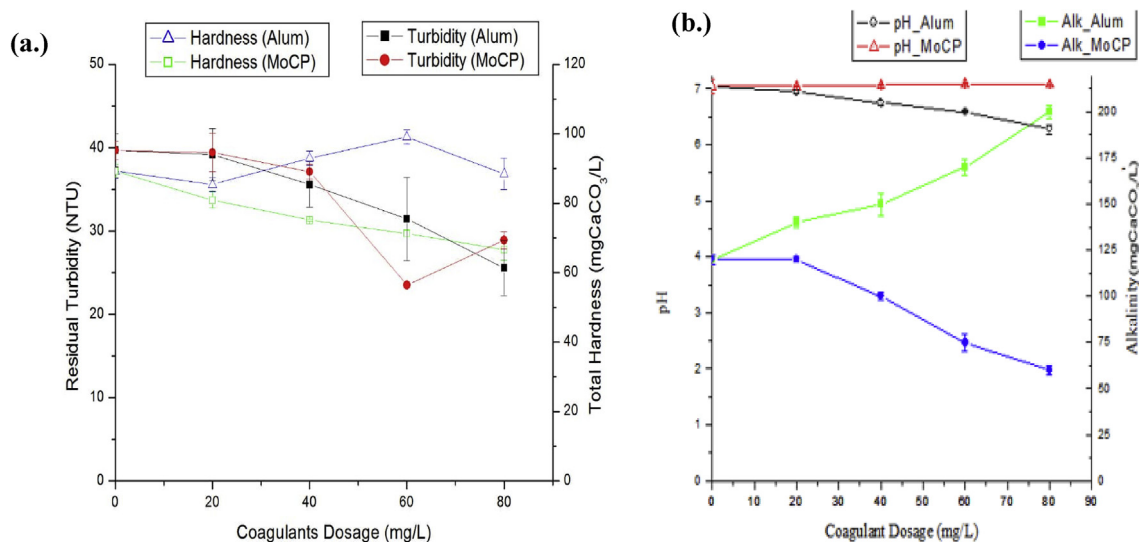 (a.)
Hardness (Alum)
Hardness (MoCP)
Turbidity (Alum)
Turbidity (MoCP)
Residual Turbidity (NTU)
50
40
30
20
10
0
120
100
80
60
40
20
0
Total Hardness (mgCaCO3/L)
0 20 40 60 80
Coagulants Dosage (mg/L)
(b.)
pH_Alum
pH_MoCP
Alk_Alum
Alk_MoCP
pH
7
6
5
4
3
2
1
0
200
175
150
125
100
75
50
25
0
Alkalinity(mgCaCO3/L)
0 10 20 30 40 50 60 70 80 90
Coagulant Dosage (mg/L)